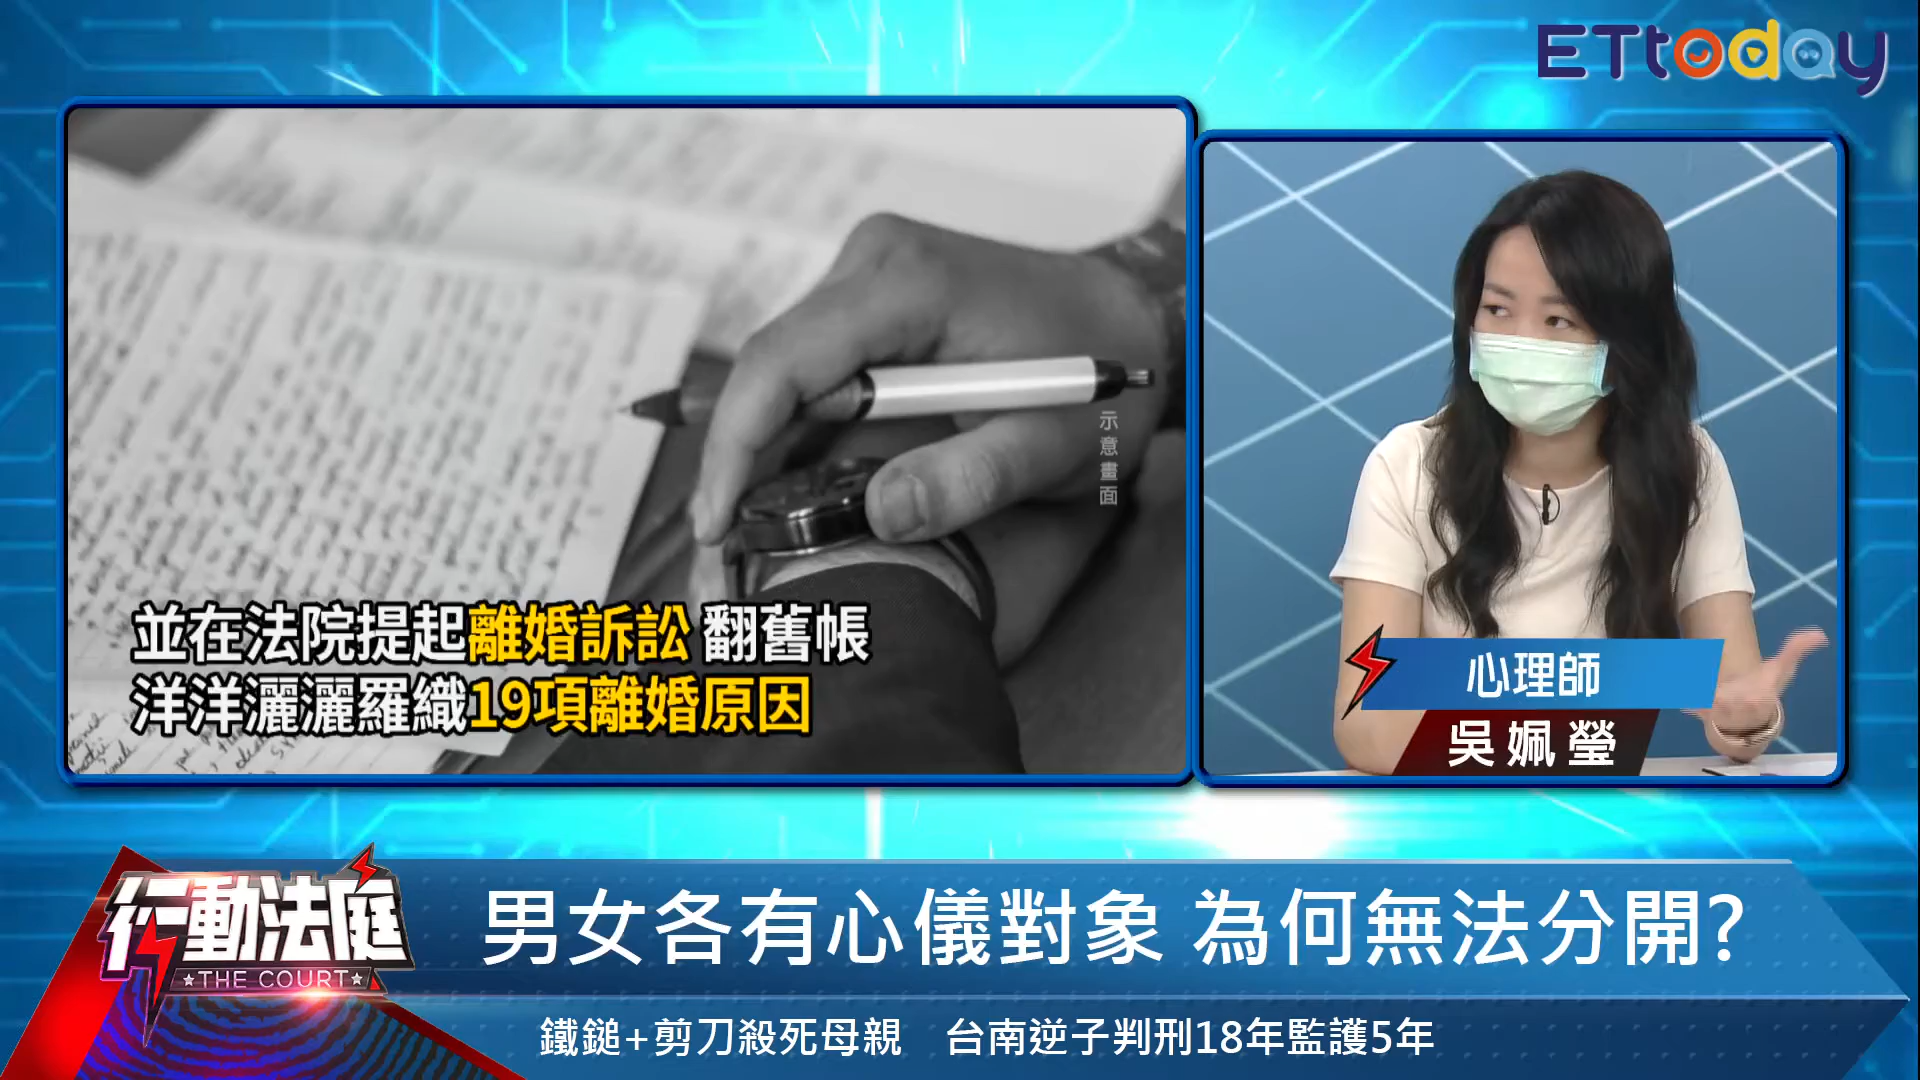 ETtoday
示意畫面
並在法院提起離婚訴訟 翻舊帳
洋洋灑灑羅織19項離婚原因
心理師
吳姵瑩
行動法庭
THE COURT
男女各有心儀對象 為何無法分開?
鐵鎚+剪刀殺死母親 台南逆子判刑18年監護5年